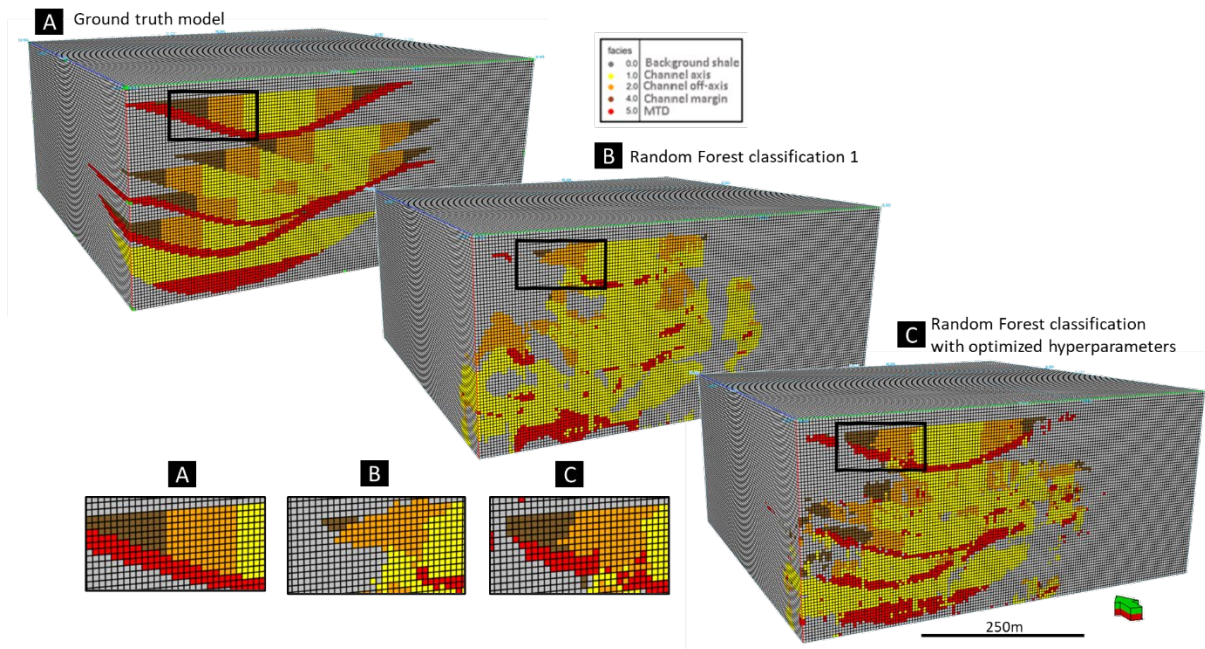 A Ground truth model
facies
0.0 Background shale
1.0 Channel axis
2.0 Channel off-axis
4.0 Channel margin
5.0 MTD
B Random Forest classification 1
C Random Forest classification
with optimized hyperparameters
A B C
250m